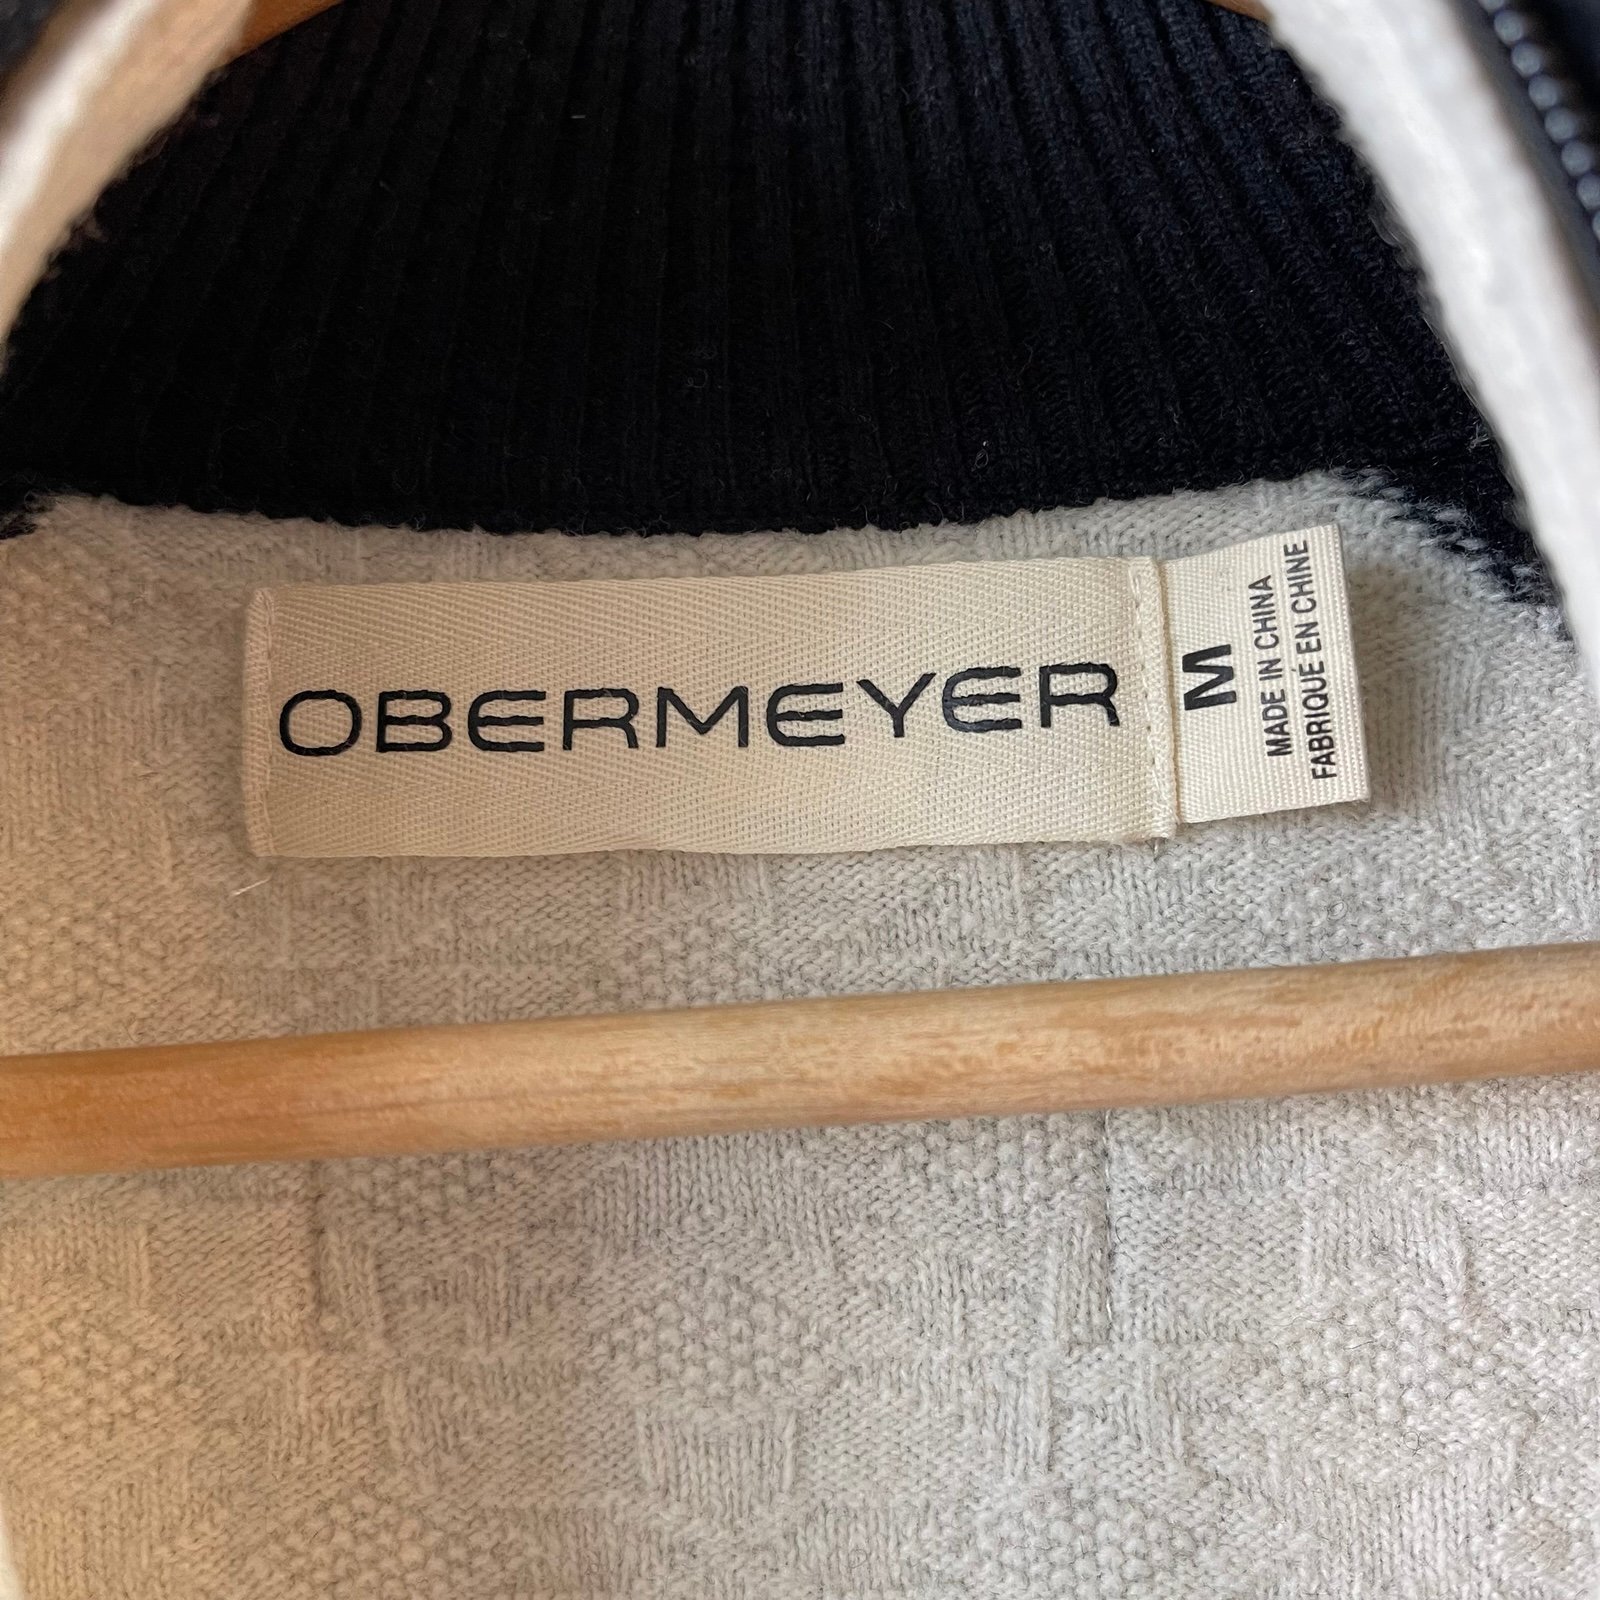 OBERMEYER
M
MADE IN CHINA
FABRIQUÉ EN CHINE